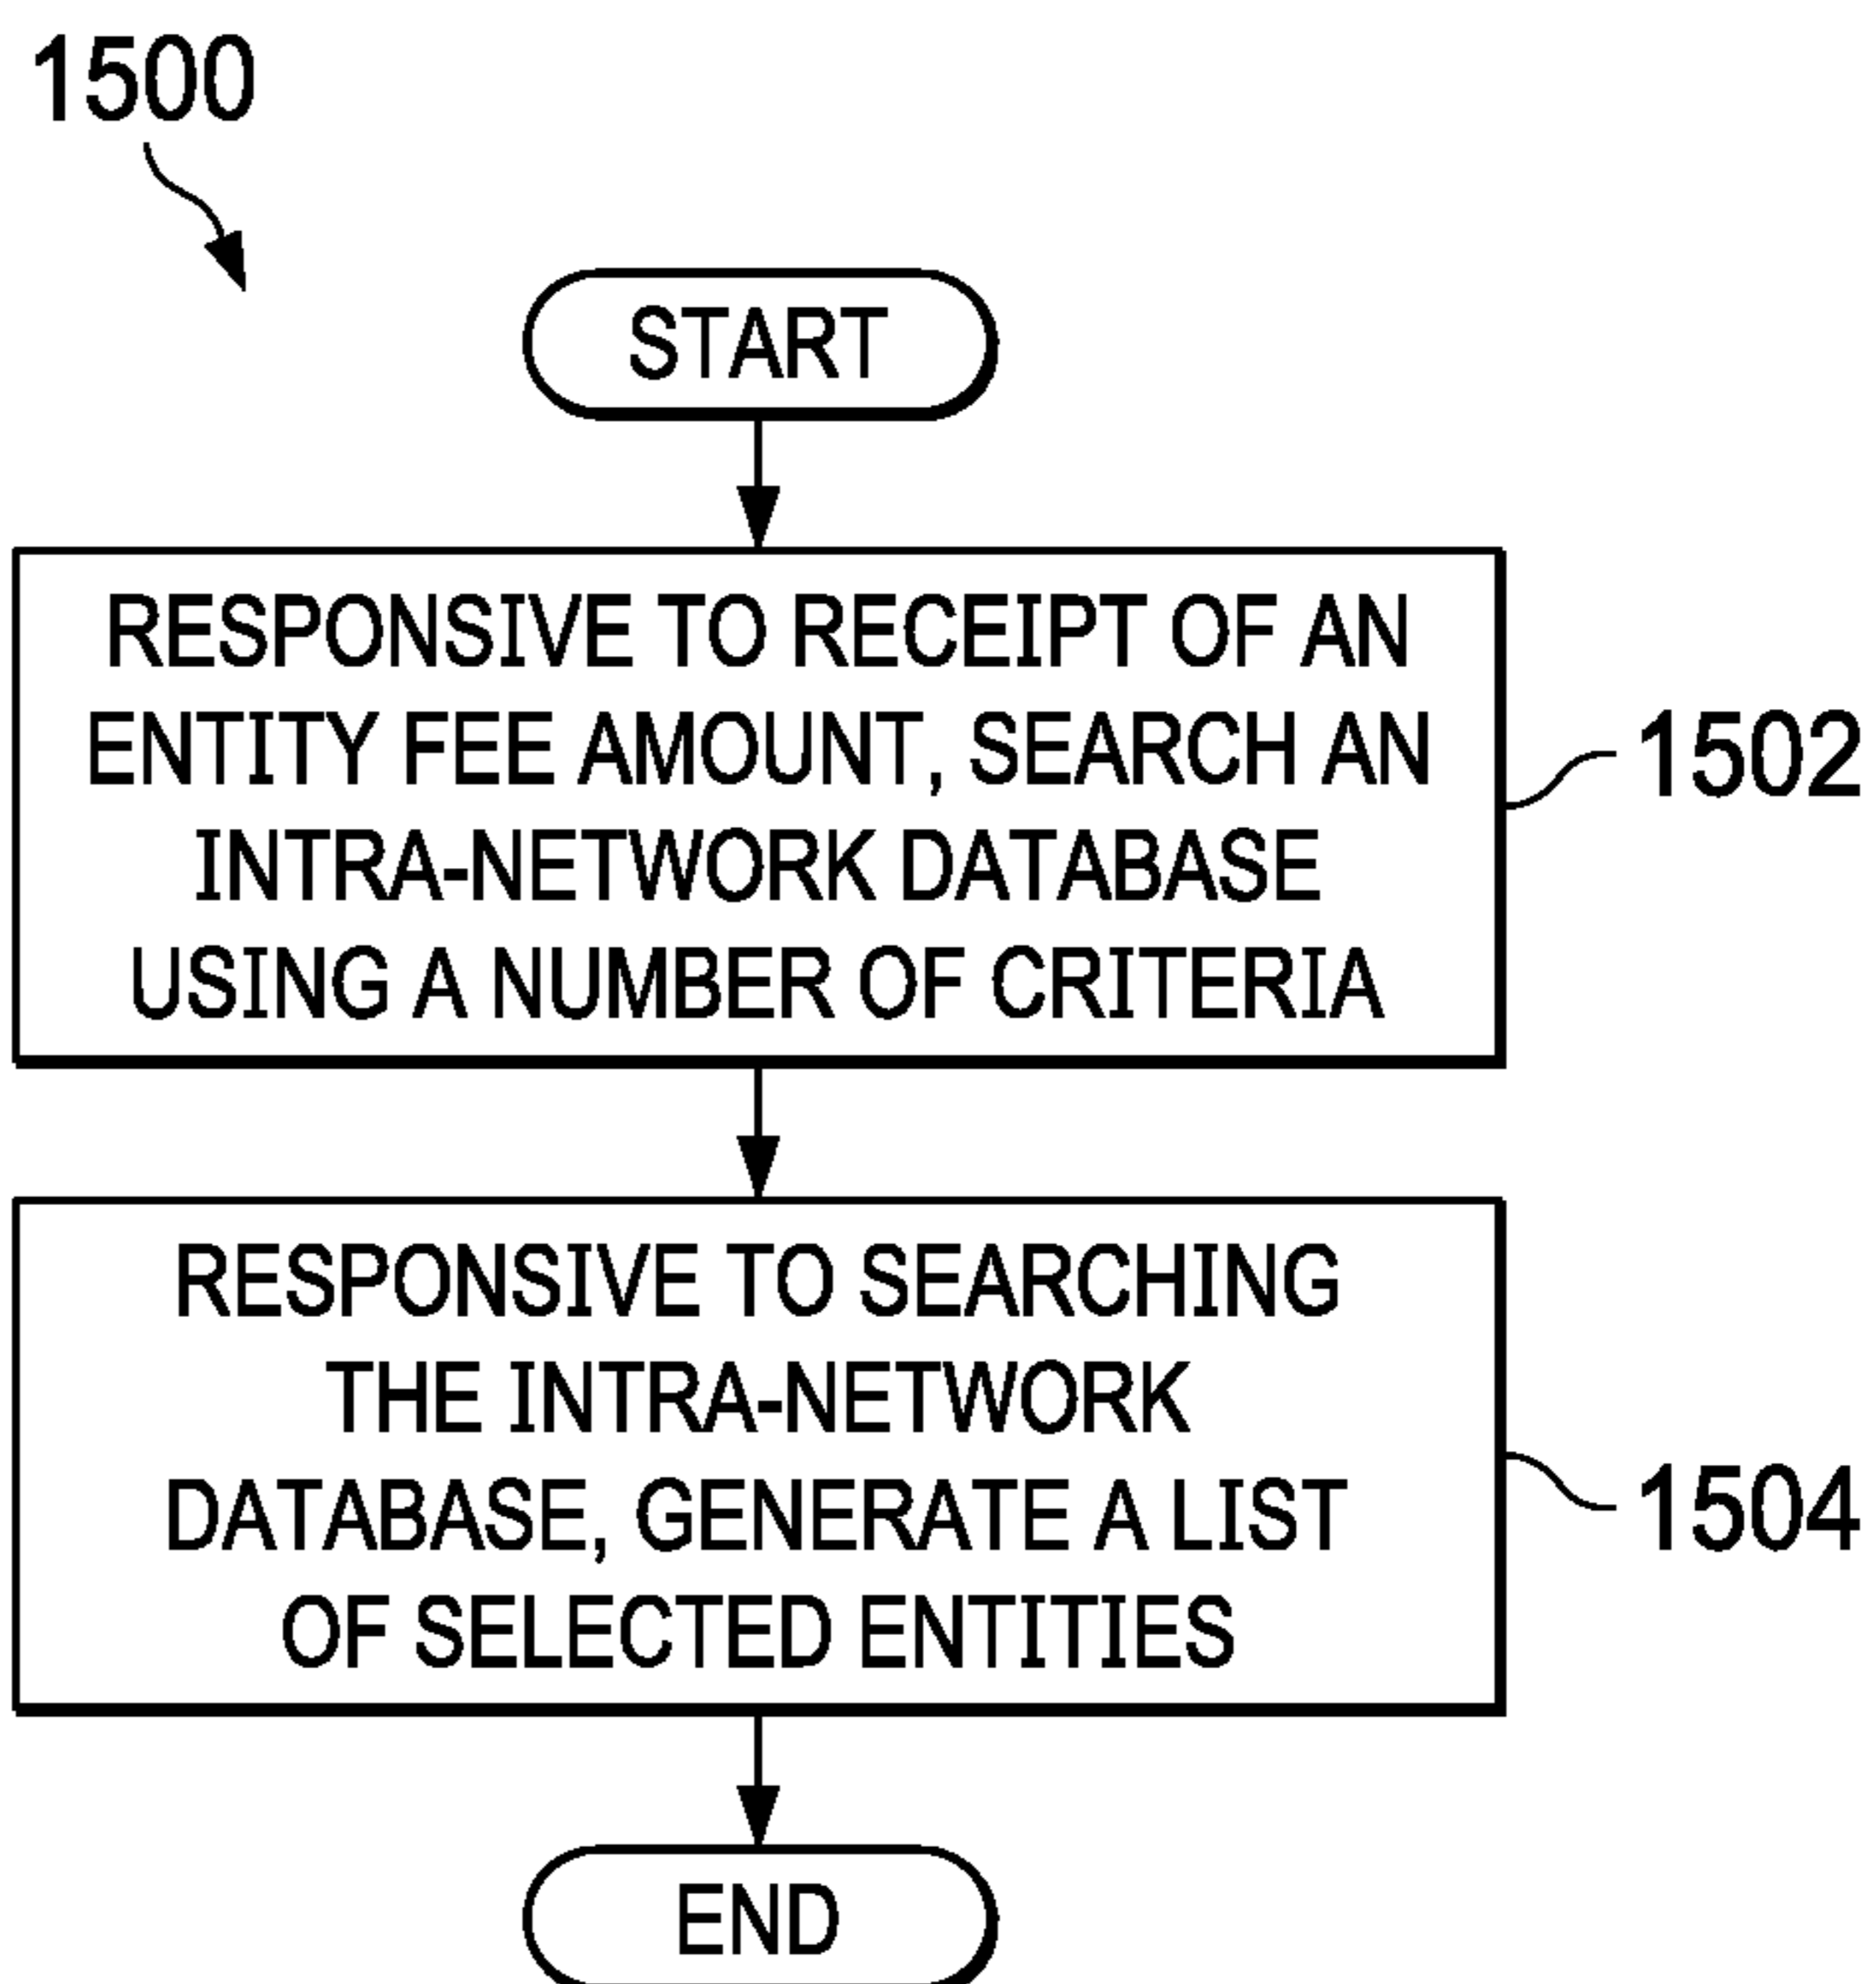 1500
START
RESPONSIVE TO RECEIPT OF AN
ENTITY FEE AMOUNT, SEARCH AN
INTRA-NETWORK DATABASE
USING A NUMBER OF CRITERIA
1502
RESPONSIVE TO SEARCHING
THE INTRA-NETWORK
DATABASE, GENERATE A LIST
OF SELECTED ENTITIES
1504
END